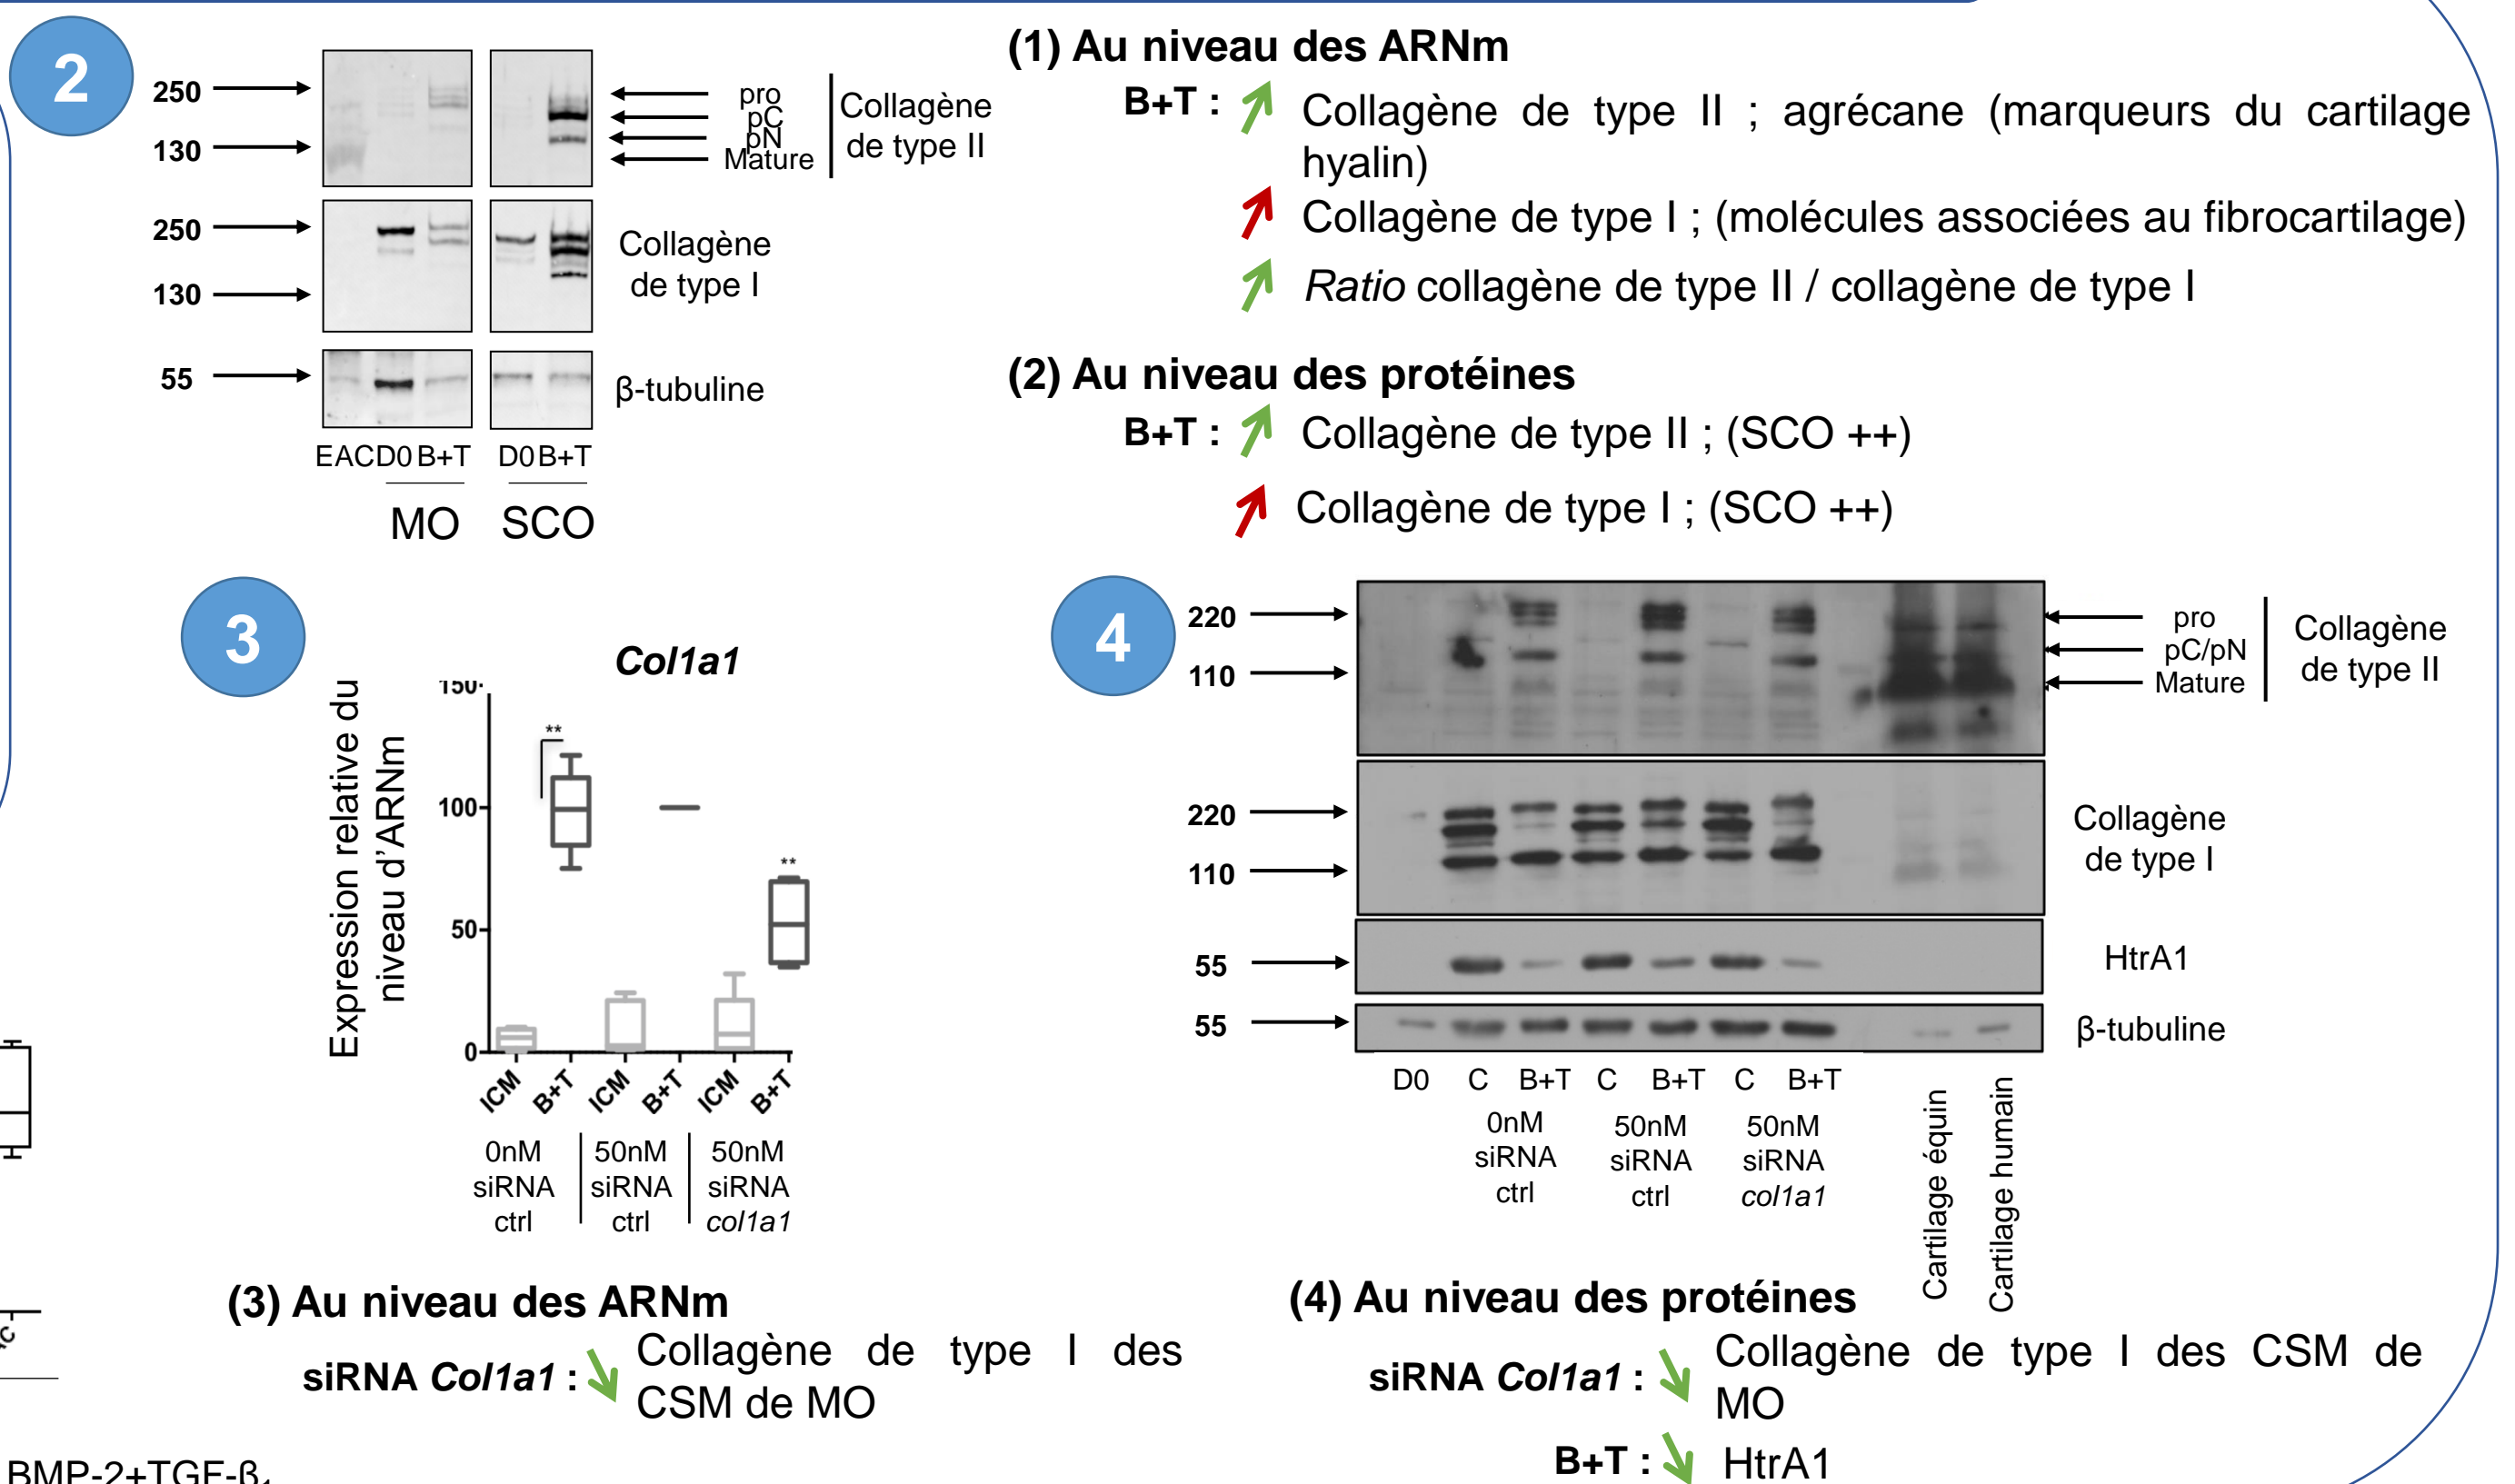 2
250
130
pro
pC
pN
Mature
Collagène
de type II
250
130
Collagène
de type I
55
β-tubuline
EAC D0 B+T D0 B+T
MO SCO
(1) Au niveau des ARNm
B+T :
Collagène de type II ; agrécane (marqueurs du cartilage
hyalin)
Collagène de type I ; (molécules associées au fibrocartilage)
Ratio collagène de type II / collagène de type I
(2) Au niveau des protéines
B+T :
Collagène de type II ; (SCO ++)
Collagène de type I ; (SCO ++)
3
Col1a1
Expression relative du
niveau d'ARNm
150
100
50
0
**
**
ICM B+T ICM B+T ICM B+T
0nM
siRNA
ctrl
50nM
siRNA
ctrl
50nM
siRNA
col1a1
4
220
110
pro
pC/pN
Mature
Collagène
de type II
220
110
Collagène
de type I
55
HtrA1
55
β-tubuline
D0 C B+T C B+T C B+T
0nM
siRNA
ctrl
50nM
siRNA
ctrl
50nM
siRNA
col1a1
Cartilage équin
Cartilage humain
(3) Au niveau des ARNm
siRNA Col1a1 :
Collagène de type I des
CSM de MO
(4) Au niveau des protéines
siRNA Col1a1 :
Collagène de type I des CSM de
MO
B+T :
HtrA1
BMP-2+TGF-β₁